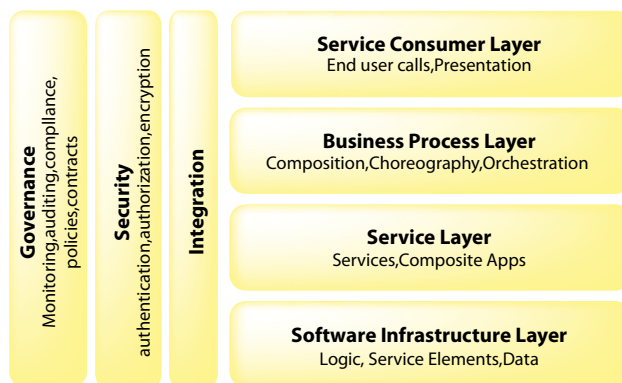 Governance
Monitoring,auditing,compliance,
policies,contracts
Security
authentication,authorization,encryption
Integration
Service Consumer Layer
End user calls,Presentation
Business Process Layer
Composition,Choreography,Orchestration
Service Layer
Services,Composite Apps
Software Infrastructure Layer
Logic, Service Elements,Data